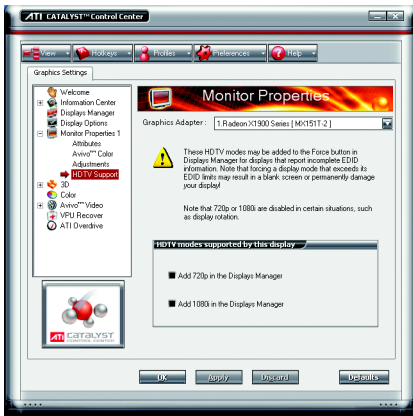 ATI CATALYST™ Control Center
View
Hotkeys
Profiles
Preferences
Help
Graphics Settings
Welcome
Information Center
Displays Manager
Display Options
Monitor Properties 1
Attributes
Avivo™ Color
Adjustments
HDTV Support
3D
Color
Avivo™ Video
VPU Recover
ATI Overdrive
ATI CATALYST
CONTROL CENTER
Monitor Properties
Graphics Adapter : 1.Radeon X1900 Series [ MX151T-2 ]
These HDTV modes may be added to the Force button in
Displays Manager for displays that report incomplete EDID
information. Note that forcing a display mode that exceeds its
EDID limits may result in a blank screen or permanently damage
your display!
Note that 720p or 1080i are disabled in certain situations, such
as display rotation.
HDTV modes supported by this display
Add 720p in the Displays Manager
Add 1080i in the Displays Manager
OK
Apply
Discard
Defaults